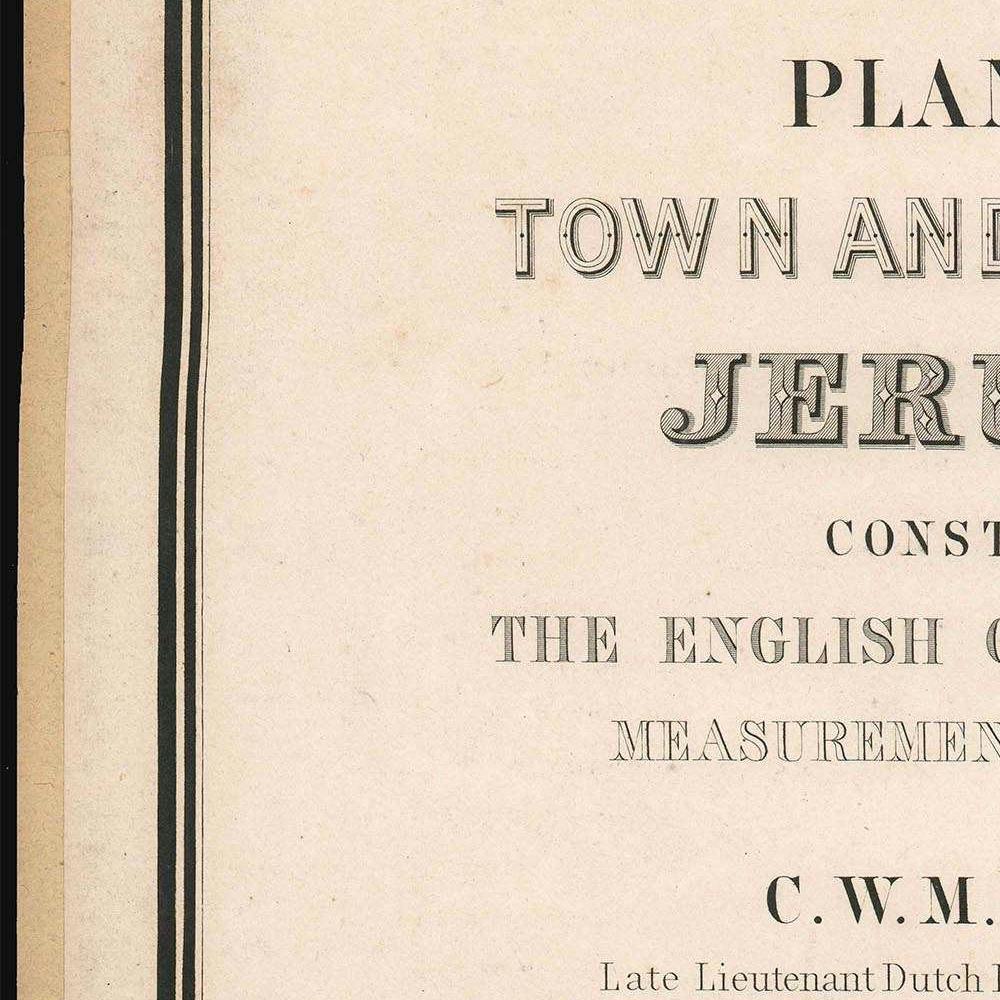 PLAN
TOWN AND
JERU
CONST
THE ENGLISH
MEASUREMEN
C. W. M.
Late Lieutenant Dutch